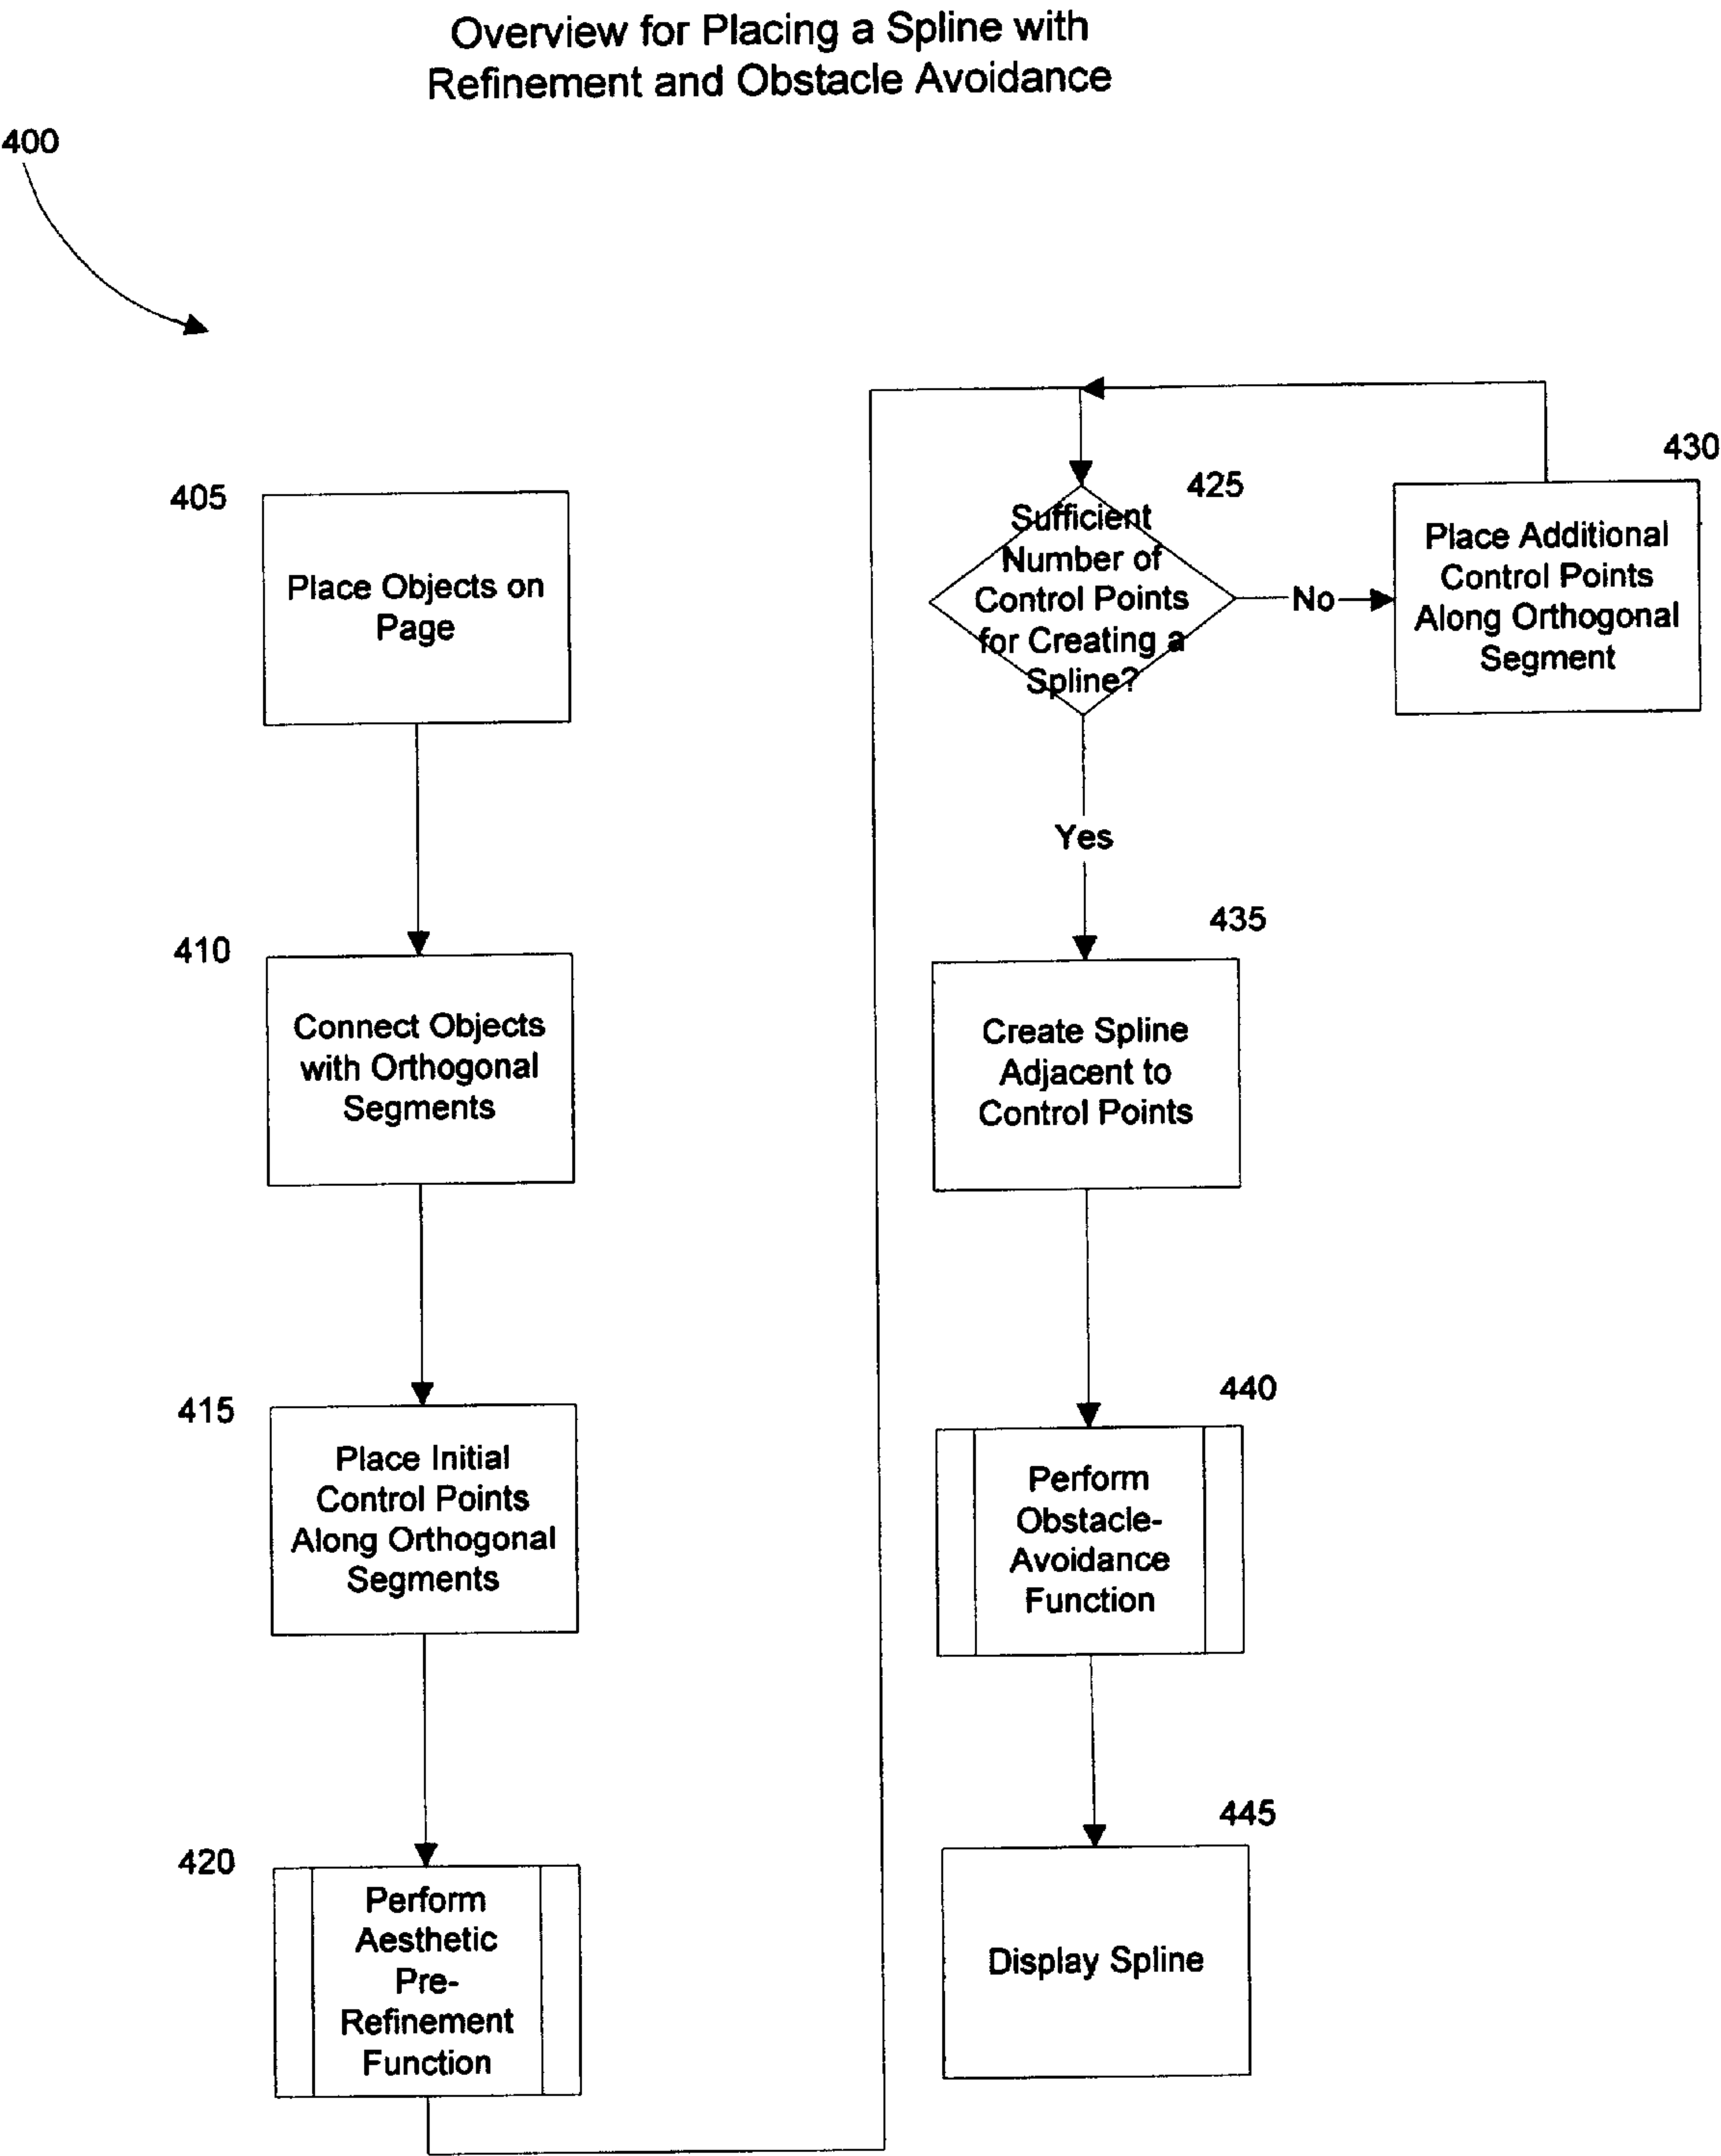 Overview for Placing a Spline with
Refinement and Obstacle Avoidance
400
405
Place Objects on
Page
410
Connect Objects
with Orthogonal
Segments
415
Place Initial
Control Points
Along Orthogonal
Segments
420
Perform
Aesthetic
Pre-
Refinement
Function
425
Sufficient
Number of
Control Points
for Creating a
Spline?
No
430
Place Additional
Control Points
Along Orthogonal
Segment
Yes
435
Create Spline
Adjacent to
Control Points
440
Perform
Obstacle-
Avoidance
Function
445
Display Spline